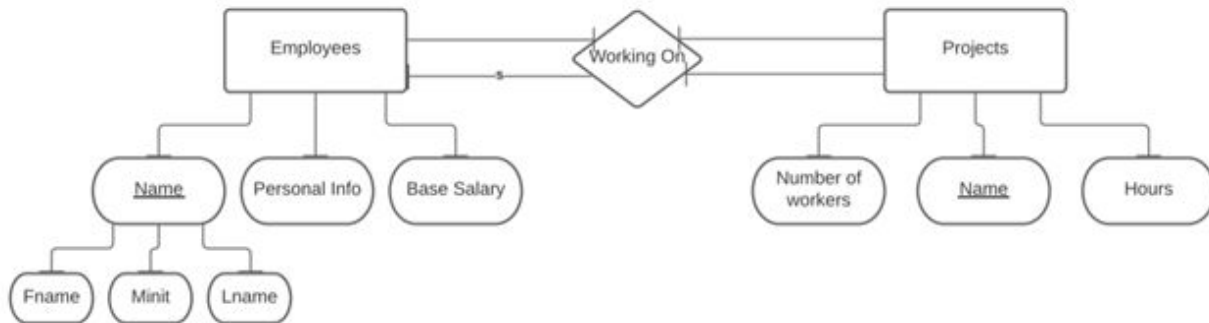 Employees
Working On
Projects
s
Name
Personal Info
Base Salary
Number of
workers
Name
Hours
Fname
Minit
Lname